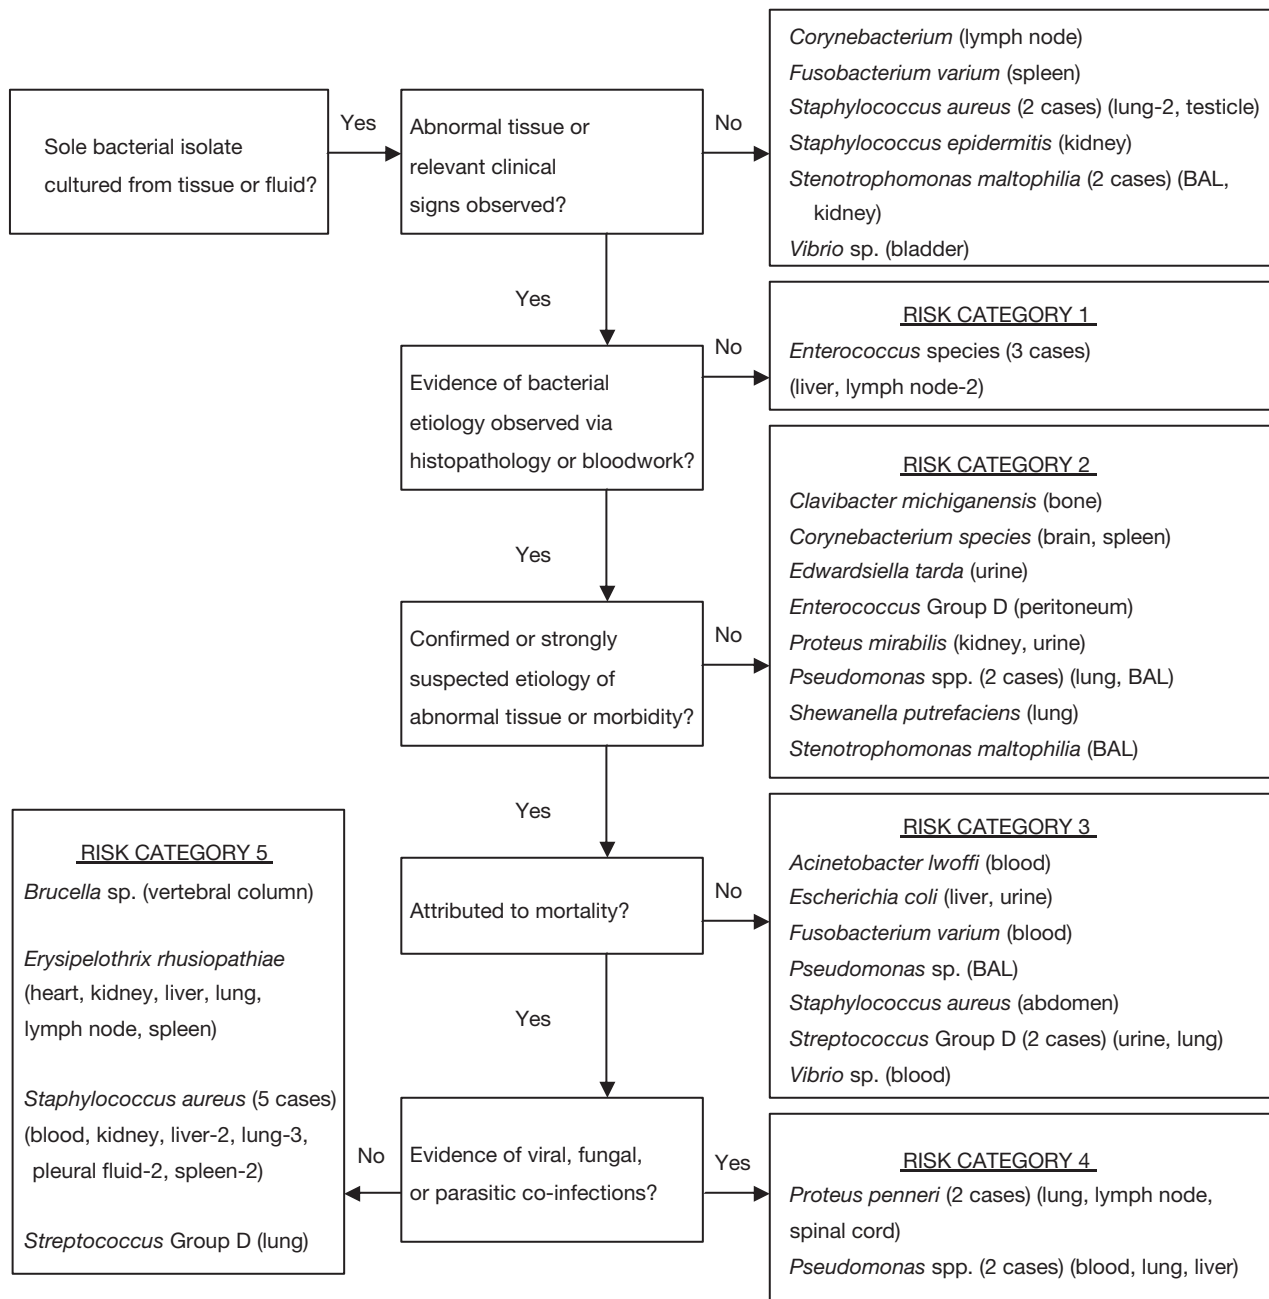 Sole bacterial isolate
cultured from tissue or fluid?
Yes
Abnormal tissue or
relevant clinical
signs observed?
No
Corynebacterium (lymph node)
Fusobacterium varium (spleen)
Staphylococcus aureus (2 cases) (lung-2, testicle)
Staphylococcus epidermitis (kidney)
Stenotrophomonas maltophilia (2 cases) (BAL,
kidney)
Vibrio sp. (bladder)
Yes
Evidence of bacterial
etiology observed via
histopathology or bloodwork?
No
RISK CATEGORY 1
Enterococcus species (3 cases)
(liver, lymph node-2)
Yes
Confirmed or strongly
suspected etiology of
abnormal tissue or morbidity?
No
RISK CATEGORY 2
Clavibacter michiganensis (bone)
Corynebacterium species (brain, spleen)
Edwardsiella tarda (urine)
Enterococcus Group D (peritoneum)
Proteus mirabilis (kidney, urine)
Pseudomonas spp. (2 cases) (lung, BAL)
Shewanella putrefaciens (lung)
Stenotrophomonas maltophilia (BAL)
Yes
Attributed to mortality?
No
RISK CATEGORY 3
Acinetobacter lwoffi (blood)
Escherichia coli (liver, urine)
Fusobacterium varium (blood)
Pseudomonas sp. (BAL)
Staphylococcus aureus (abdomen)
Streptococcus Group D (2 cases) (urine, lung)
Vibrio sp. (blood)
Yes
Evidence of viral, fungal,
or parasitic co-infections?
Yes
RISK CATEGORY 4
Proteus penneri (2 cases) (lung, lymph node,
spinal cord)
Pseudomonas spp. (2 cases) (blood, lung, liver)
No
RISK CATEGORY 5
Brucella sp. (vertebral column)
Erysipelothrix rhusiopathiae
(heart, kidney, liver, lung,
lymph node, spleen)
Staphylococcus aureus (5 cases)
(blood, kidney, liver-2, lung-3,
pleural fluid-2, spleen-2)
Streptococcus Group D (lung)